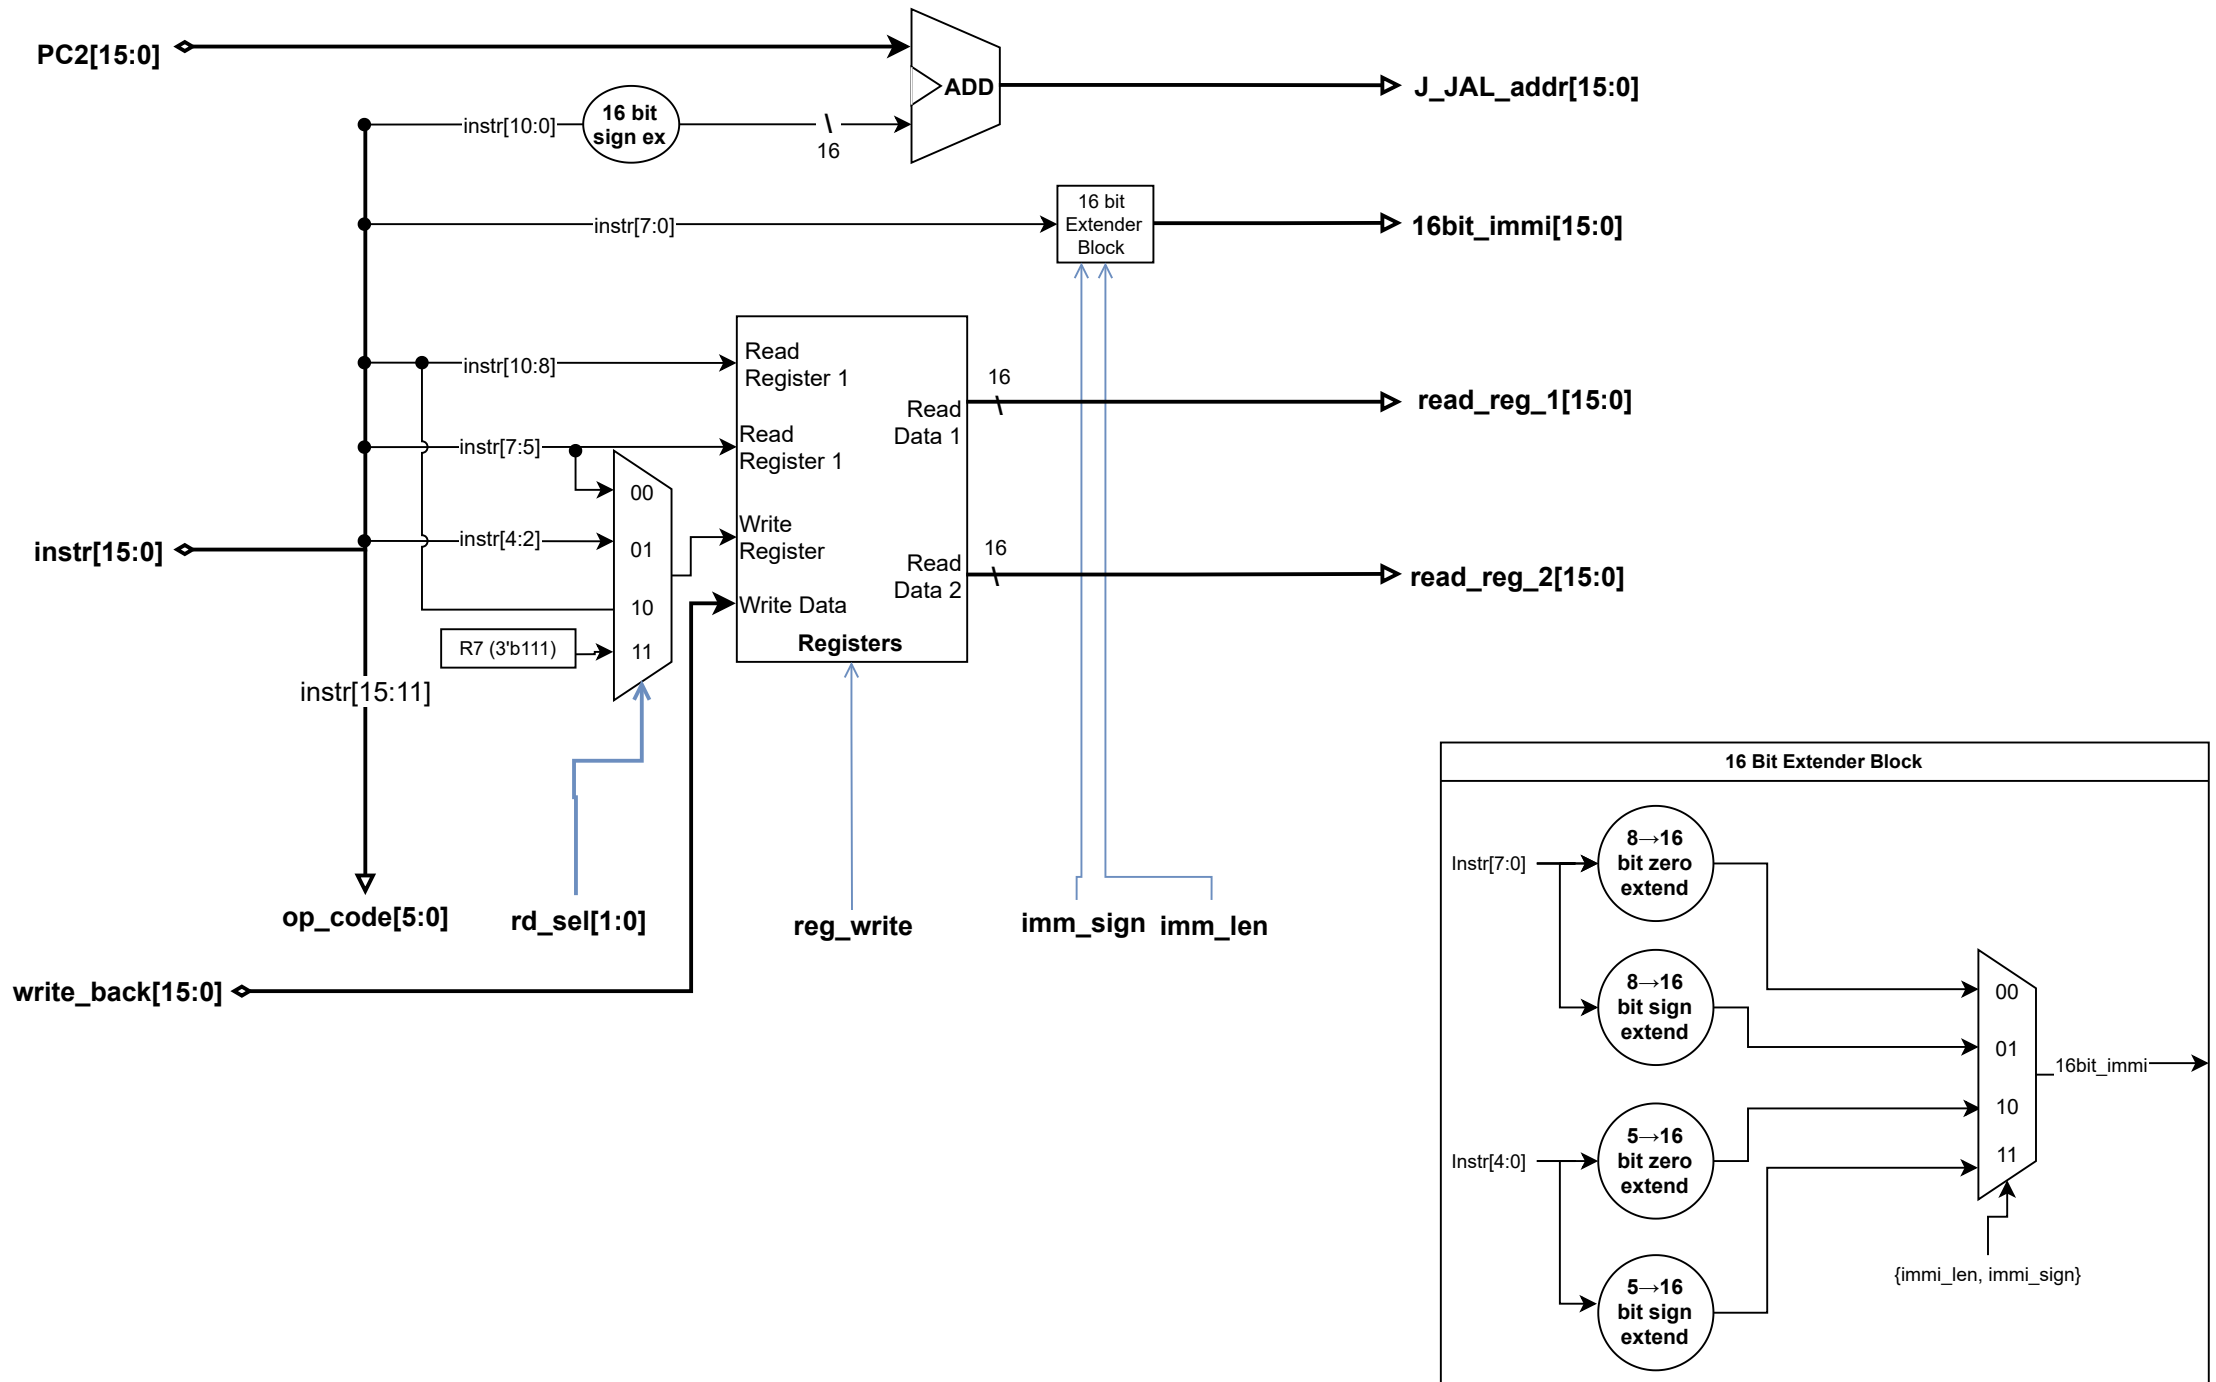 PC2[15:0]
ADD
J_JAL_addr[15:0]
instr[10:0]
16 bit
sign ex
\
16
16 bit
Extender
Block
instr[7:0]
16bit_immi[15:0]
instr[10:8]
Read
Register 1
16
\
Read
Data 1
read_reg_1[15:0]
instr[7:5]
Read
Register 1
00
instr[4:2]
01
Write
Register
instr[15:0]
16
\
Read
Data 2
read_reg_2[15:0]
10
Write Data
R7 (3'b111)
11
Registers
instr[15:11]
op_code[5:0]
rd_sel[1:0]
reg_write
imm_sign
imm_len
write_back[15:0]
16 Bit Extender Block
Instr[7:0]
8→16
bit zero
extend
8→16
bit sign
extend
00
01
16bit_immi
10
11
Instr[4:0]
5→16
bit zero
extend
{immi_len, immi_sign}
5→16
bit sign
extend